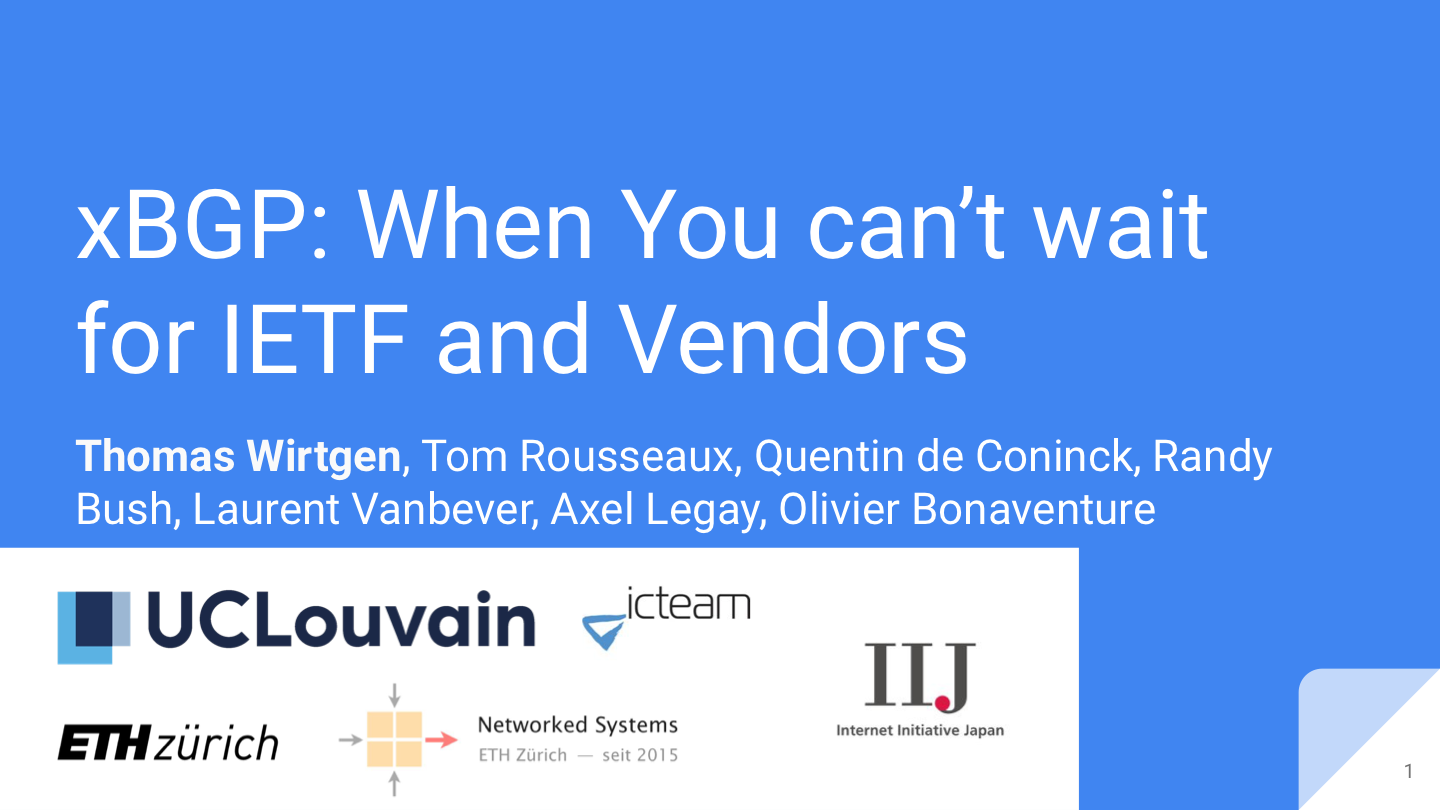 xBGP: When You can’t wait
for IETF and Vendors
Thomas Wirtgen, Tom Rousseaux, Quentin de Coninck, Randy
Bush, Laurent Vanbever, Axel Legay, Olivier Bonaventure
UCLouvain
icteam
IIJ
Internet Initiative Japan
ETH zürich
Networked Systems
ETH Zürich — seit 2015
1